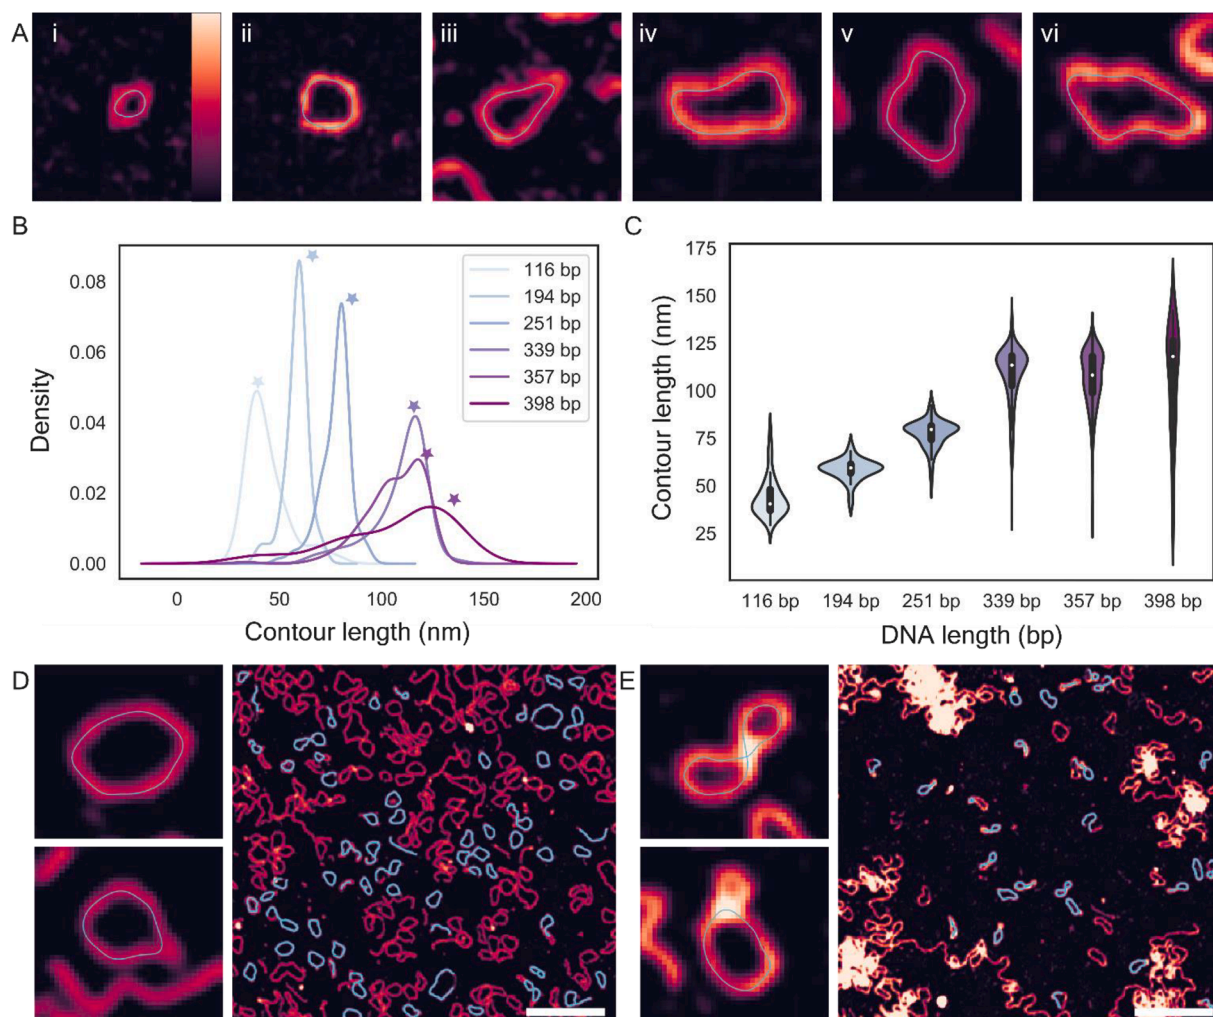 A
i
ii
iii
iv
v
vi
B
116 bp
194 bp
251 bp
339 bp
357 bp
398 bp
0.08
0.06
0.04
0.02
0.00
Density
0
50
100
150
200
Contour length (nm)
C
175
150
125
100
75
50
25
Contour length (nm)
116 bp 194 bp 251 bp 339 bp 357 bp 398 bp
DNA length (bp)
D
E